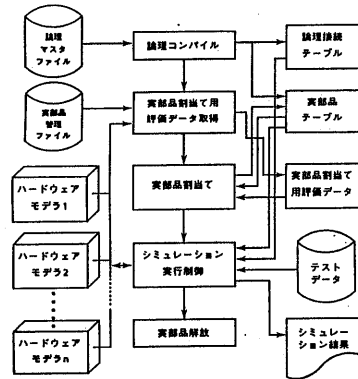 論理
マスタ
ファイル
論理コンパイル
論理接続
テーブル
実部品
管理
ファイル
実部品割当て用
評価データ取得
実部品
テーブル
ハードウェア
モデラ1
実部品割当て
実部品割当て
用評価データ
ハードウェア
モデラ2
シミュレーション
実行制御
テスト
データ
ハードウェア
モデラn
実部品解放
シミュレー
ション結果